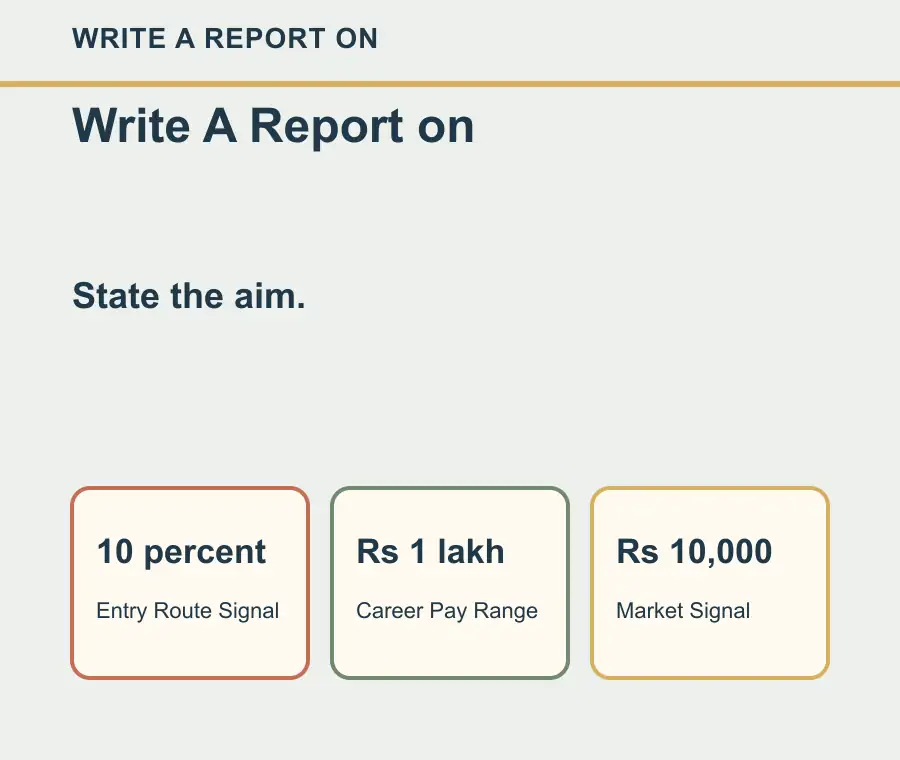 WRITE A REPORT ON
Write A Report on
State the aim.
10 percent
Entry Route Signal
Rs 1 lakh
Career Pay Range
Rs 10,000
Market Signal